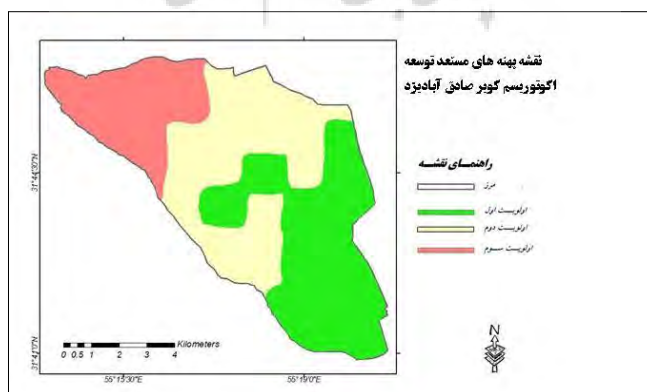 نقشه پهنه های مستعد توسعه
اکوتوریسم کویر صادق آبادیزد
راهنمای نقشه
مرز
اولویت اول
اولویت دوم
اولویت سوم
31°44'30"N
31°42'0"N
Kilometers
0 0.5 1 2 3 4
55°15'30"E
55°19'0"E
N